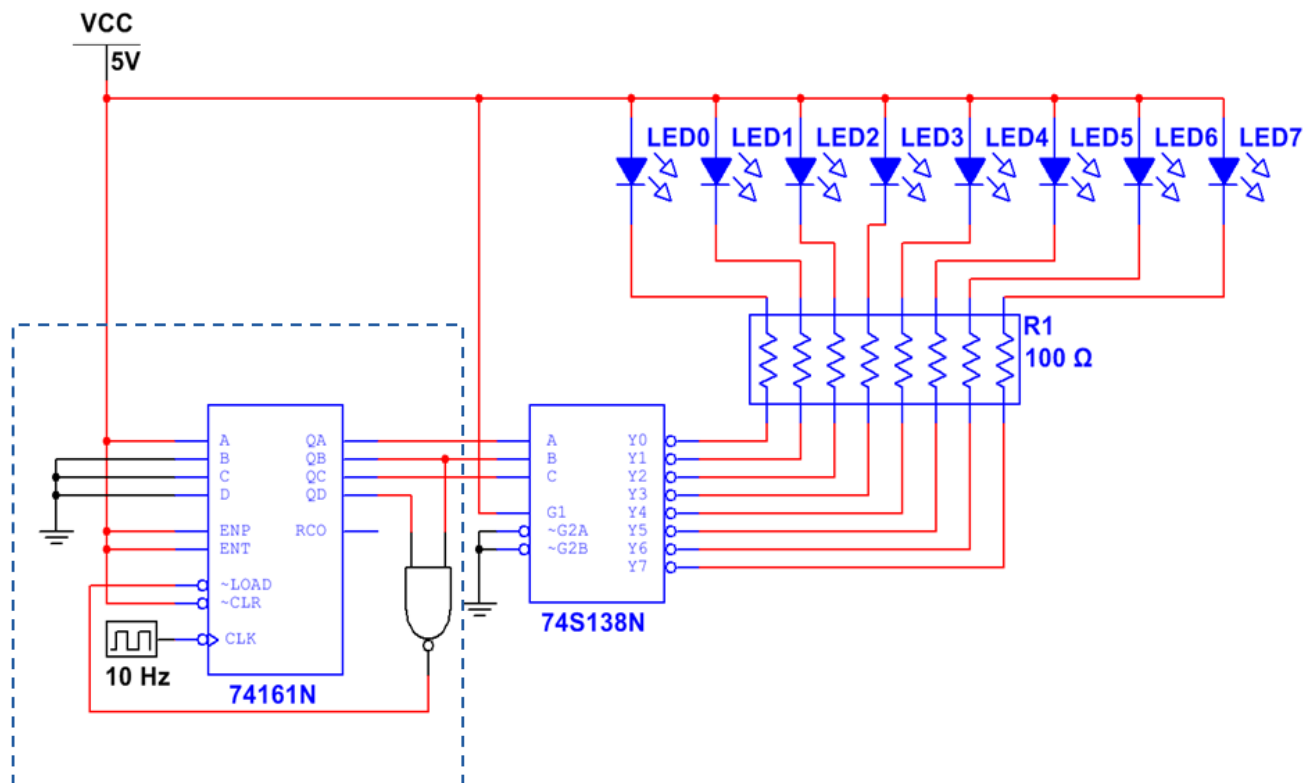 VCC
5V
LED0 LED1 LED2 LED3 LED4 LED5 LED6 LED7
R1
100 Ω
A QA
B QB
C QC
D QD
ENP RCO
ENT
~LOAD
~CLR
CLK
10 Hz
74161N
A Y0
B Y1
C Y2
Y3
G1 Y4
~G2A Y5
~G2B Y6
Y7
74S138N